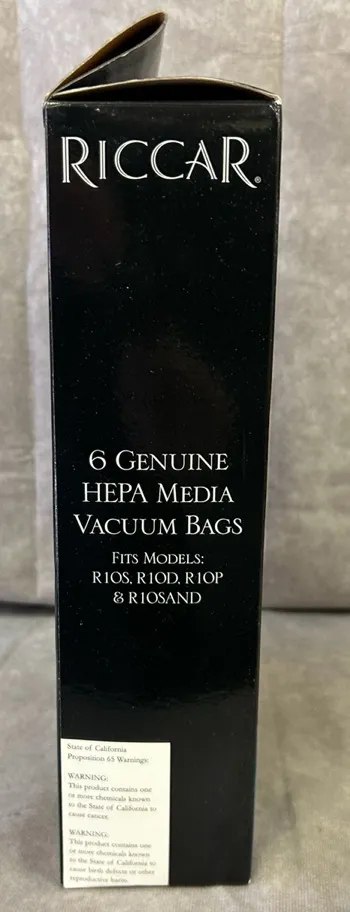 RICCAR®
6 GENUINE
HEPA MEDIA
VACUUM BAGS
FITS MODELS:
R10S, R10D, R10P
& R10SAND
State of California
Proposition 65 Warnings:
WARNING:
This product contains one
or more chemicals known
to the State of California to
cause cancer.
WARNING:
This product contains one
or more chemicals known
to the State of California to
cause birth defects or other
reproductive harm.